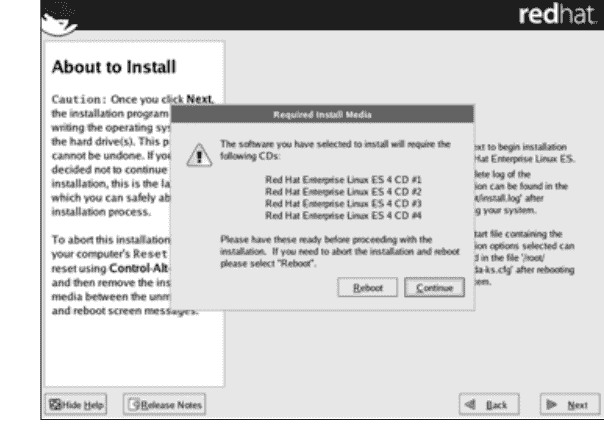 redhat.
About to Install
Caution: Once you click Next,
the installation program
writing the operating sys
the hard drive(s). This p
cannot be undone. If you
decided not to continue
installation, this is the la
which you can safely ab
installation process.
To abort this installation
your computer's Reset
reset using Control-Alt-
and then remove the ins
media between the unm
and reboot screen messages.
Required Install Media
The software you have selected to install will require the
following CDs:
Red Hat Enterprise Linux ES 4 CD #1
Red Hat Enterprise Linux ES 4 CD #2
Red Hat Enterprise Linux ES 4 CD #3
Red Hat Enterprise Linux ES 4 CD #4
Please have these ready before proceeding with the
installation. If you need to abort the installation and reboot
please select "Reboot".
Reboot
Continue
ext to begin installation
Hat Enterprise Linux ES.
lete log of the
ion can be found in the
t/install.log' after
g your system.
tart file containing the
ion options selected can
d in the file '/root/
da-ks.cfg' after rebooting
tem.
Hide Help
Release Notes
Back
Next